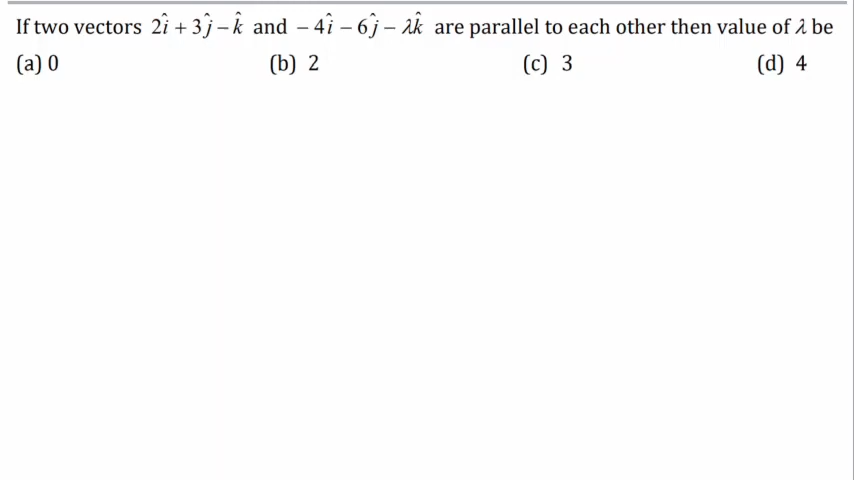 If two vectors 2î + 3ĵ – k̂ and – 4î – 6ĵ – λk̂ are parallel to each other then value of λ be
(a) 0 (b) 2 (c) 3 (d) 4